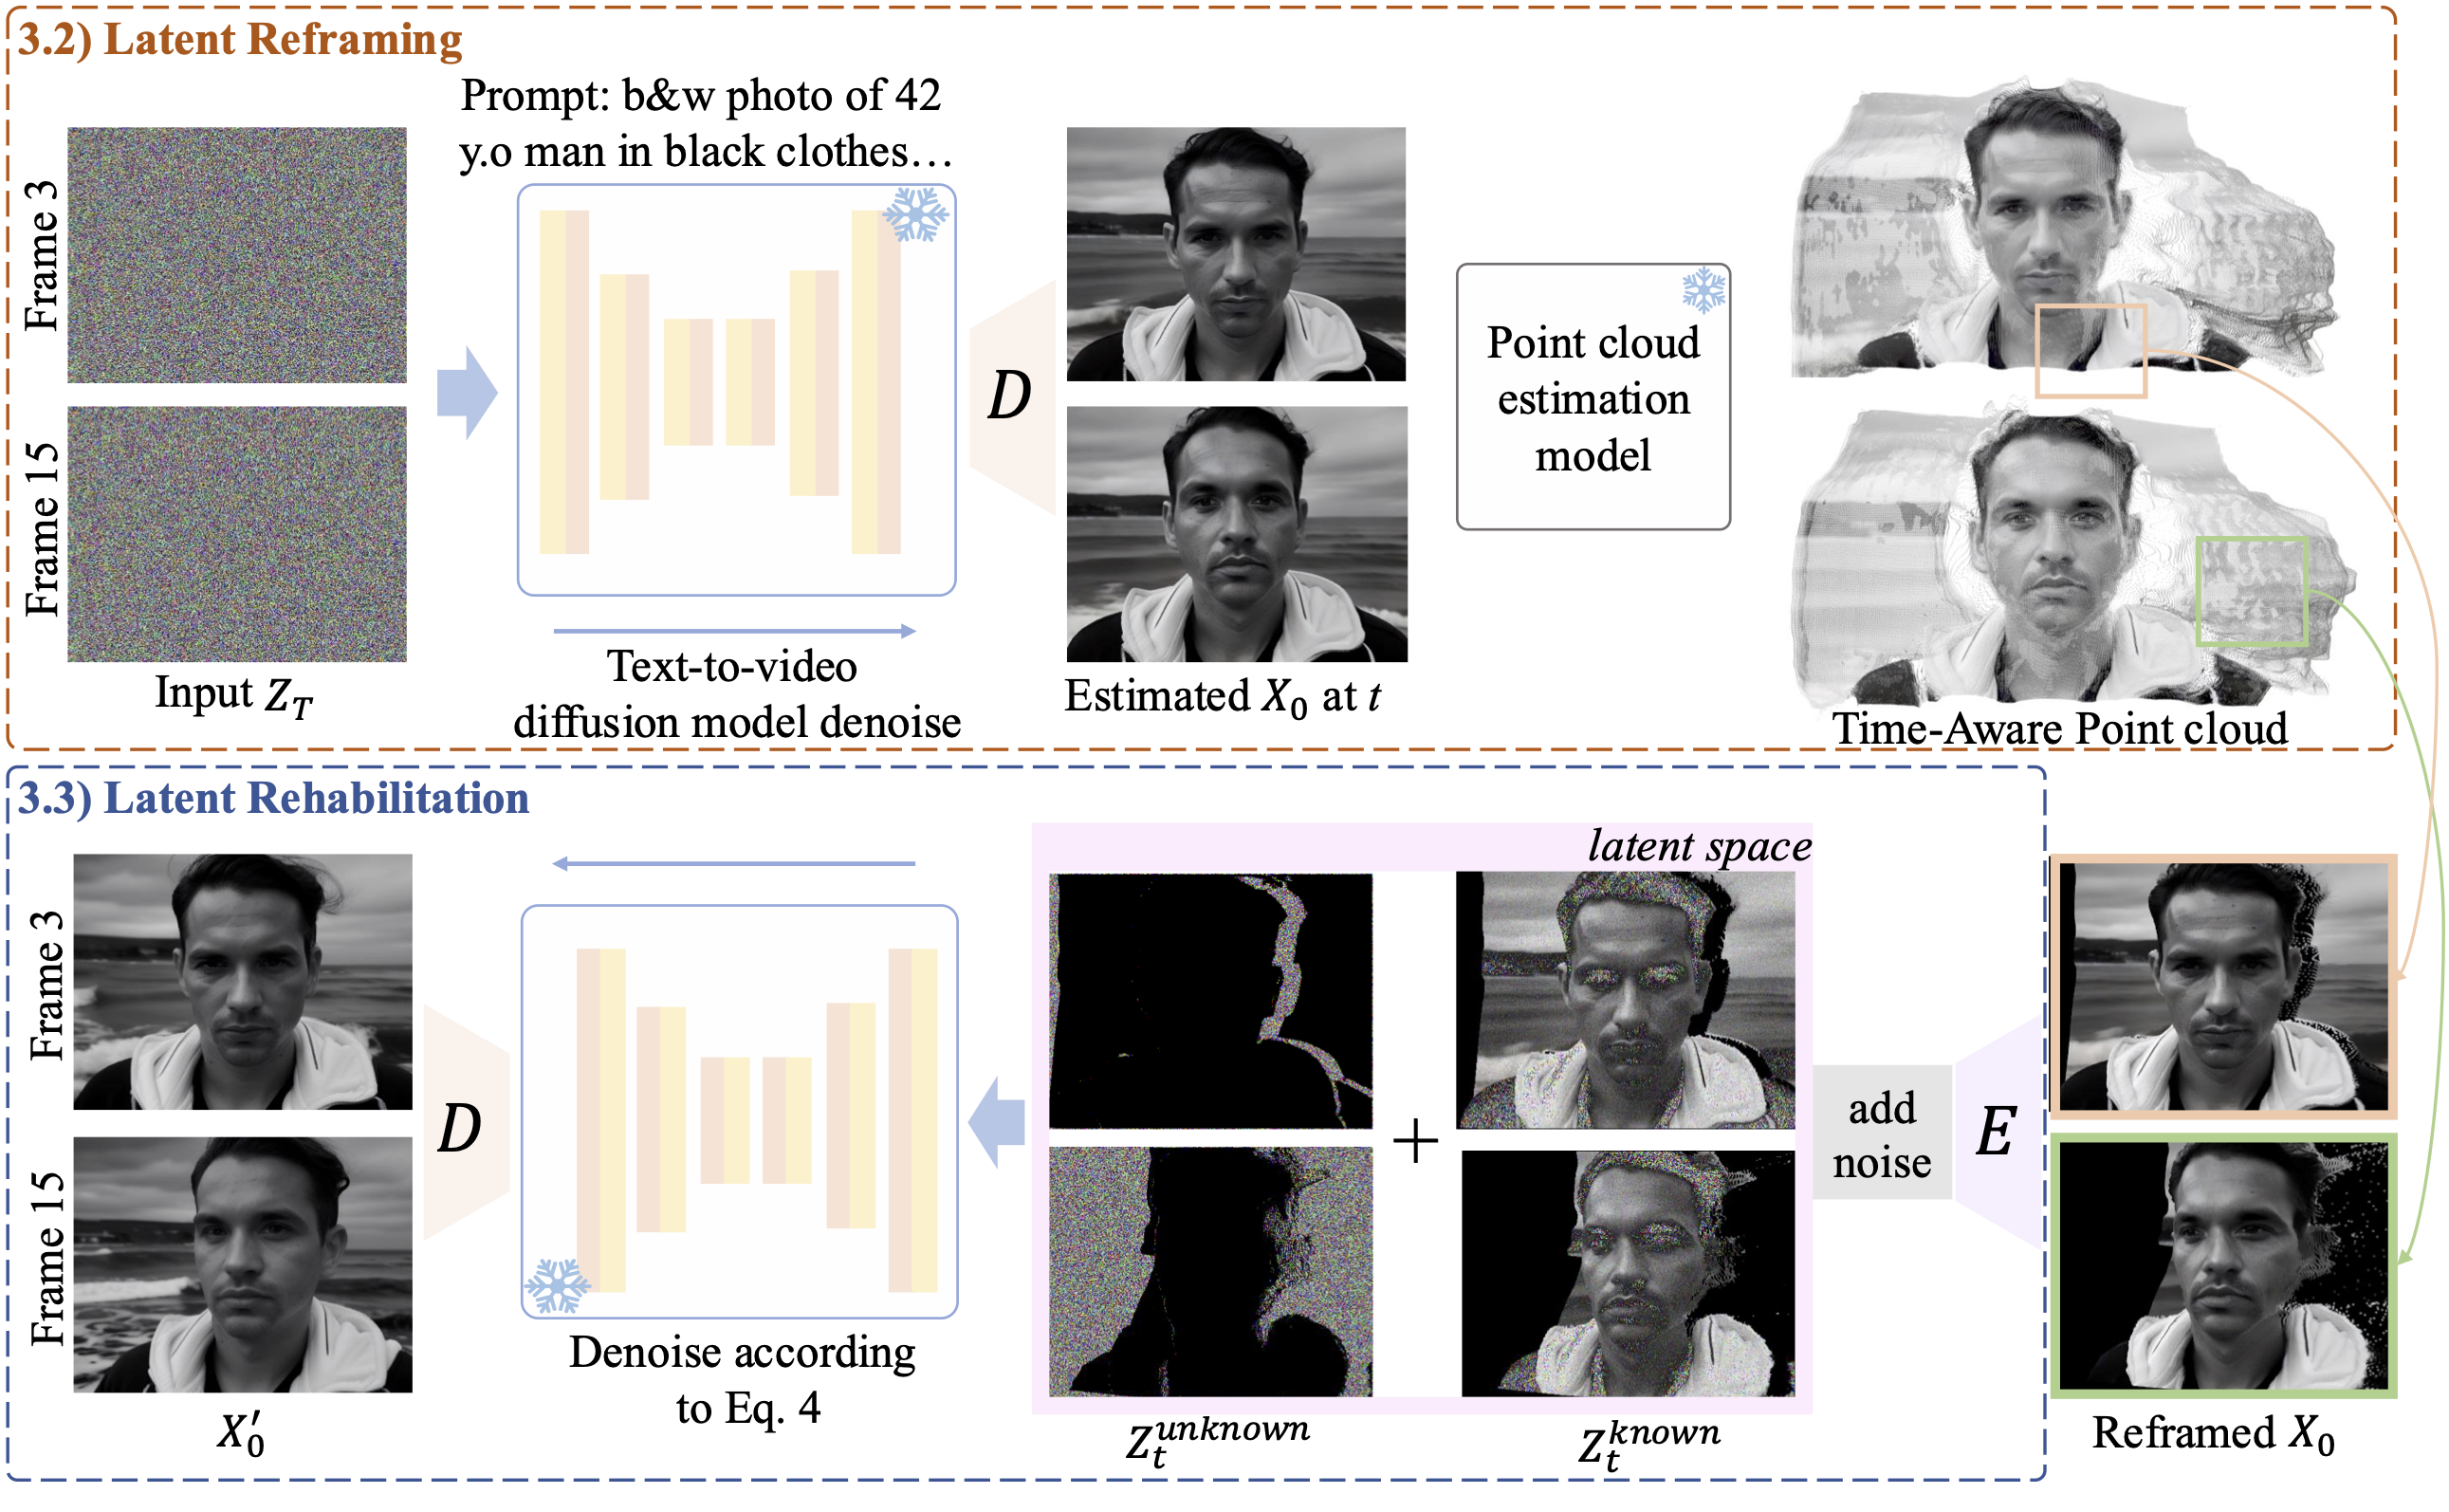 3.2) Latent Reframing
Prompt: b&w photo of 42
y.o man in black clothes…
Frame 3
Frame 15
Input Z_T
D
Text-to-video
diffusion model denoise
Estimated X_0 at t
Point cloud
estimation
model
Time-Aware Point cloud
3.3) Latent Rehabilitation
Frame 3
Frame 15
X_0′
D
Denoise according
to Eq. 4
latent space
+
Z_t^unknown
Z_t^known
add
noise
E
Reframed X_0